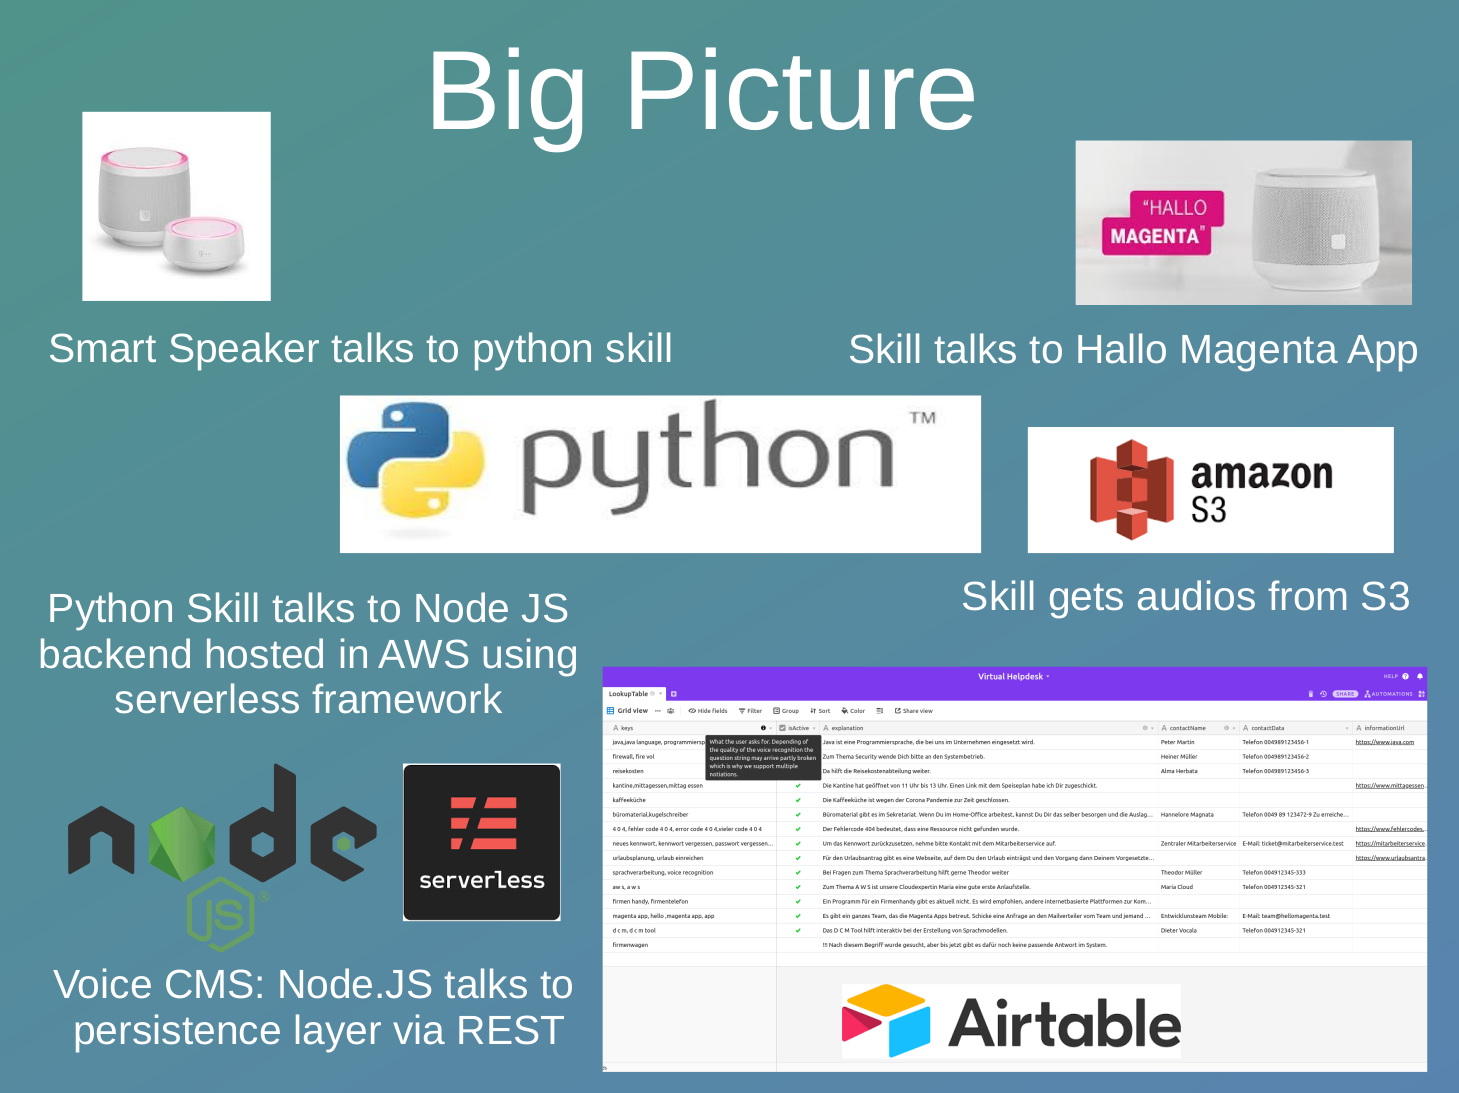 Big Picture
“HALLO
MAGENTA”
Smart Speaker talks to python skill
Skill talks to Hallo Magenta App
python™
amazon
S3
Skill gets audios from S3
Python Skill talks to Node JS
backend hosted in AWS using
serverless framework
node
JS®
serverless
Voice CMS: Node.JS talks to
persistence layer via REST
Virtual Helpdesk
HELP
LookupTable
SHARE
AUTOMATIONS
Grid view
Hide fields
Filter
Group
Sort
Color
Share view
keys isActive explanation contactName contactData informationUrl
What the user asks for. Depending of
the quality of the voice recognition the
question string may arrive partly broken
which is why we support multiple
notiations.
java,java language, programmiersp Java ist eine Programmiersprache, die bei uns im Unternehmen eingesetzt wird. Peter Martin Telefon 004989123456-1 https://www.java.com
firewall, fire vol Zum Thema Security wende Dich bitte an den Systembetrieb. Heiner Müller Telefon 004989123456-2
reisekosten Da hilft die Reisekostenabteilung weiter. Alma Herbata Telefon 004989123456-3
kantine,mittagessen,mittag essen Die Kantine hat geöffnet von 11 Uhr bis 13 Uhr. Einen Link mit dem Speiseplan habe ich Dir zugeschickt. https://www.mittagessen...
kaffeeküche Die Kaffeeküche ist wegen der Corona Pandemie zur Zeit geschlossen.
büromaterial,kugelschreiber Büromaterial gibt es im Sekretariat. Wenn Du im Home-Office arbeitest, kannst Du Dir das selber besorgen und die Auslag... Hannelore Magnata Telefon 0049 89 123472-9 Zu erreiche...
4 0 4, fehler code 4 0 4, error code 4 0 4,vieler code 4 0 4 Der Fehlercode 404 bedeutet, dass eine Ressource nicht gefunden wurde. https://www.fehlercodes...
neues kennwort, kennwort vergessen, passwort vergessen... Um das Kennwort zurückzusetzen, nehme bitte Kontakt mit dem Mitarbeiterservice auf. Zentraler Mitarbeiterservice E-Mail: ticket@mitarbeiterservice.test https://mitarbeiterservice...
urlaubsplanung, urlaub einreichen Für den Urlaubsantrag gibt es eine Webseite, auf dem Du den Urlaub einträgst und den Vorgang dann Deinem Vorgesetzte... https://www.urlaubsantra...
sprachverarbeitung, voice recognition Bei Fragen zum Thema Sprachverarbeitung hilft gerne Theodor weiter Theodor Müller Telefon 004912345-333
aw s, a w s Zum Thema A W S ist unsere Cloudexpertin Maria eine gute erste Anlaufstelle. Maria Cloud Telefon 004912345-321
firmen handy, firmentelefon Ein Programm für ein Firmenhandy gibt es aktuell nicht. Es wird empfohlen, andere internetbasierte Plattformen zur Kom...
magenta app, hello ,magenta app, app Es gibt ein ganzes Team, das die Magenta Apps betreut. Schicke eine Anfrage an den Mailverteiler vom Team und jemand ... Entwicklunsteam Mobile: E-Mail: team@hellomagenta.test
d c m, d c m tool Das D C M Tool hilft interaktiv bei der Erstellung von Sprachmodellen. Dieter Vocala Telefon 004912345-321
firmenwagen !!! Nach diesem Begriff wurde gesucht, aber bis jetzt gibt es dafür noch keine passende Antwort im System.
Airtable